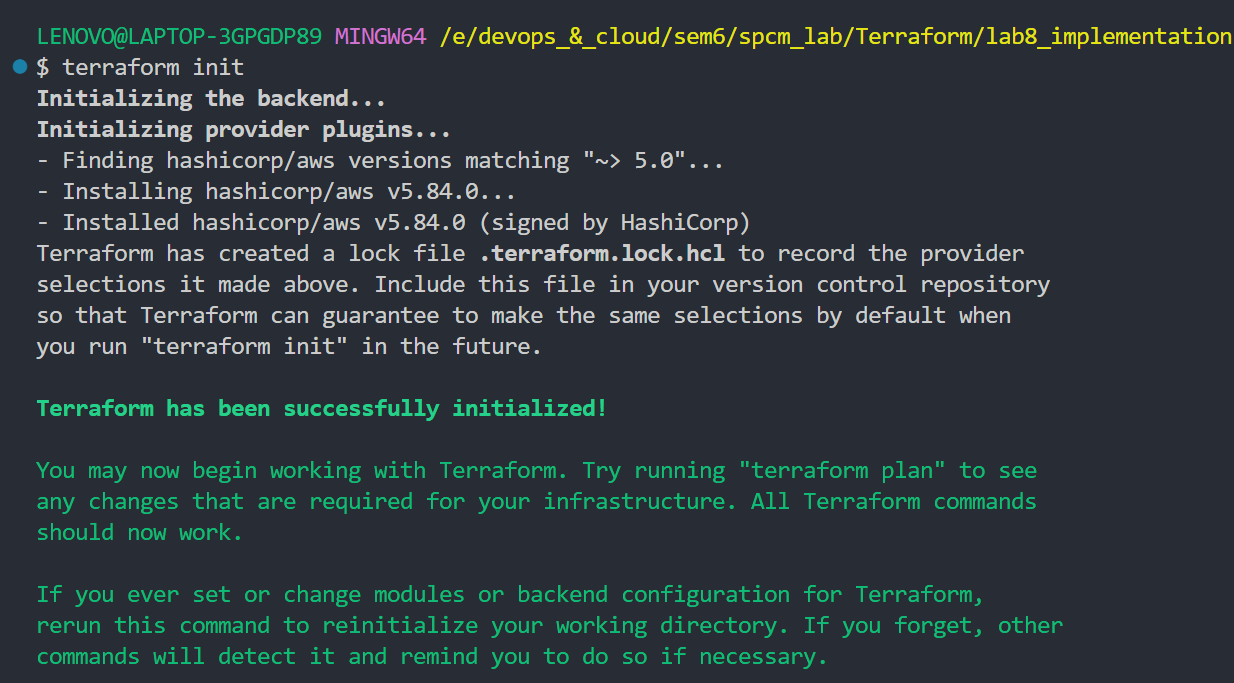 LENOVO@LAPTOP-3GPGDP89 MINGW64 /e/devops_&_cloud/sem6/spcm_lab/Terraform/lab8_implementation
$ terraform init
Initializing the backend...
Initializing provider plugins...
- Finding hashicorp/aws versions matching "~> 5.0"...
- Installing hashicorp/aws v5.84.0...
- Installed hashicorp/aws v5.84.0 (signed by HashiCorp)
Terraform has created a lock file .terraform.lock.hcl to record the provider
selections it made above. Include this file in your version control repository
so that Terraform can guarantee to make the same selections by default when
you run "terraform init" in the future.
Terraform has been successfully initialized!
You may now begin working with Terraform. Try running "terraform plan" to see
any changes that are required for your infrastructure. All Terraform commands
should now work.
If you ever set or change modules or backend configuration for Terraform,
rerun this command to reinitialize your working directory. If you forget, other
commands will detect it and remind you to do so if necessary.